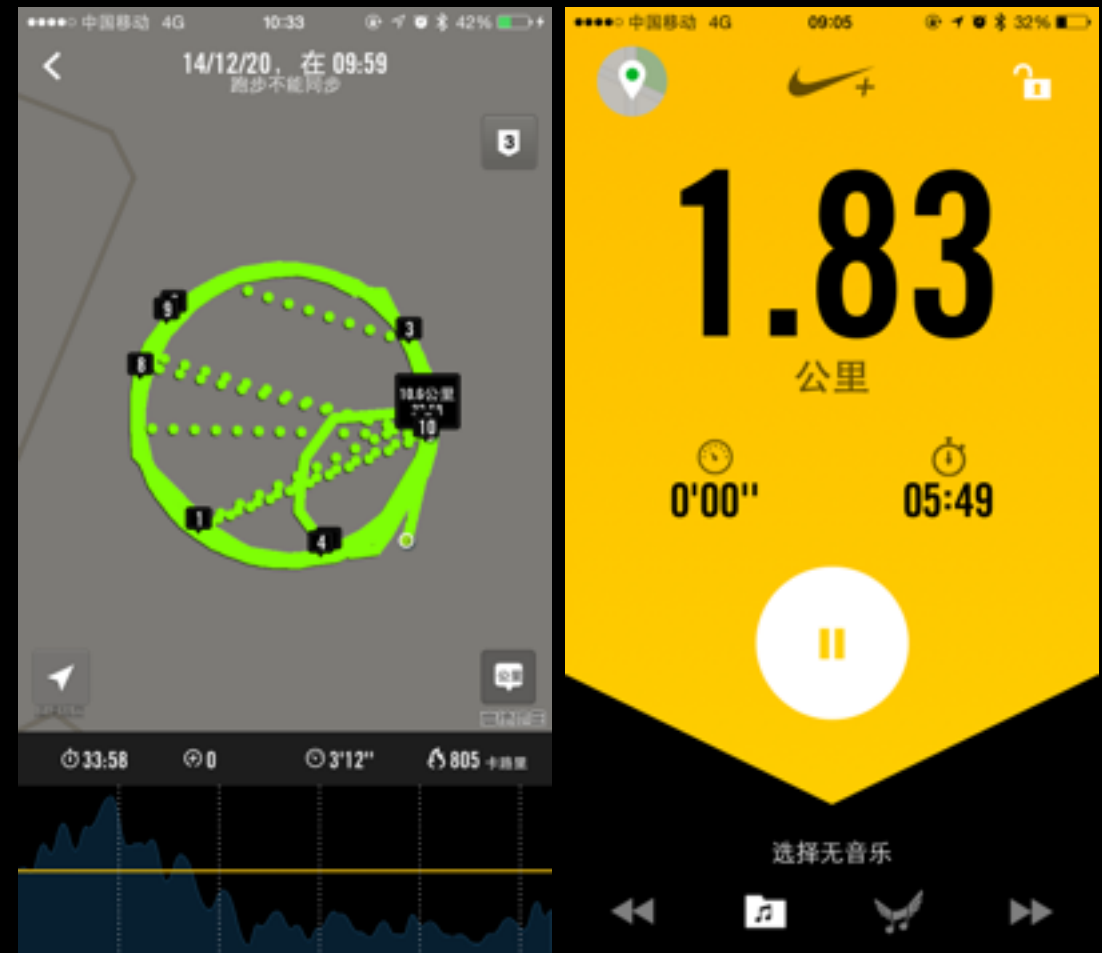 中国移动 4G 10:33 42%
14/12/20，在 09:59
跑步不能同步
3
9
3
8
10.6公里
10
1
4
公里
33:58 0 3'12" 805 卡路里
中国移动 4G 09:05 32%
1.83
公里
0'00" 05:49
选择无音乐